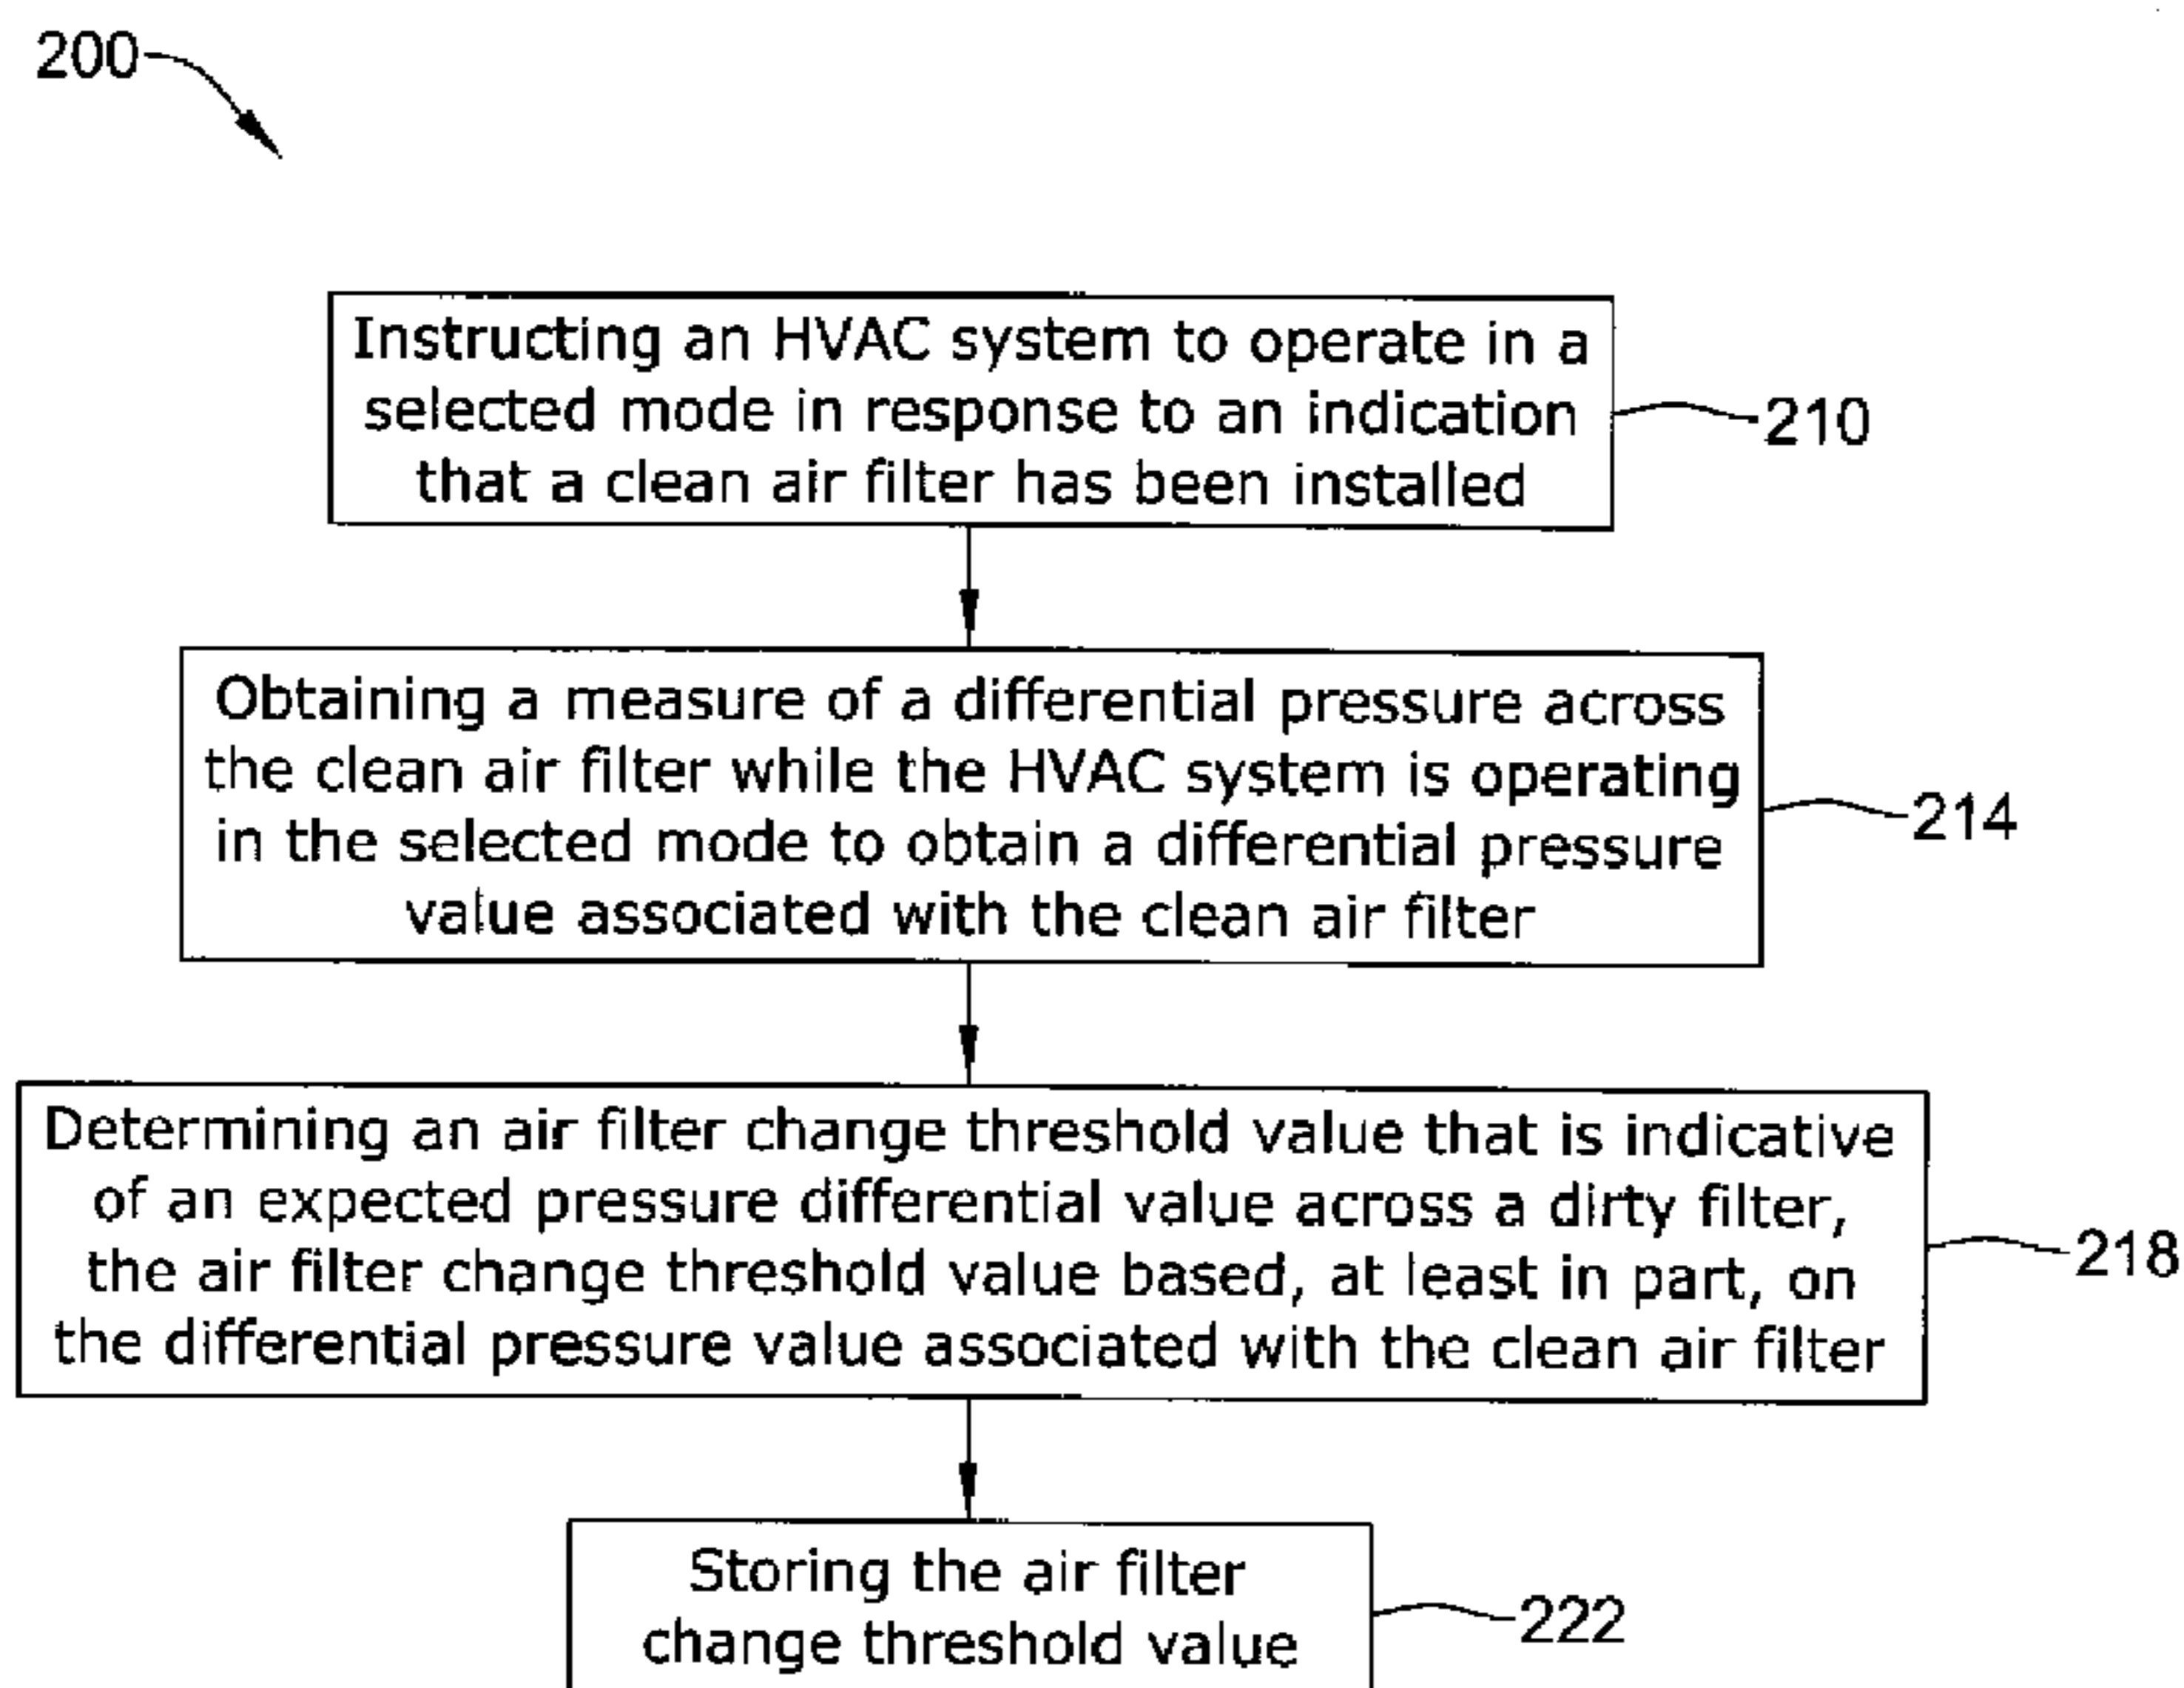 200
Instructing an HVAC system to operate in a
selected mode in response to an indication
that a clean air filter has been installed
210
Obtaining a measure of a differential pressure across
the clean air filter while the HVAC system is operating
in the selected mode to obtain a differential pressure
value associated with the clean air filter
214
Determining an air filter change threshold value that is indicative
of an expected pressure differential value across a dirty filter,
the air filter change threshold value based, at least in part, on
the differential pressure value associated with the clean air filter
218
Storing the air filter
change threshold value
222